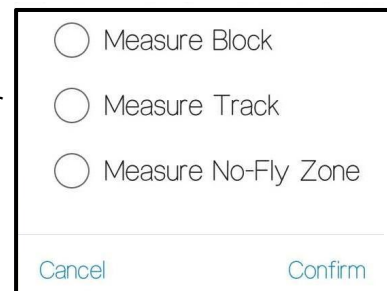 Measure Block
Measure Track
Measure No-Fly Zone
Cancel Confirm